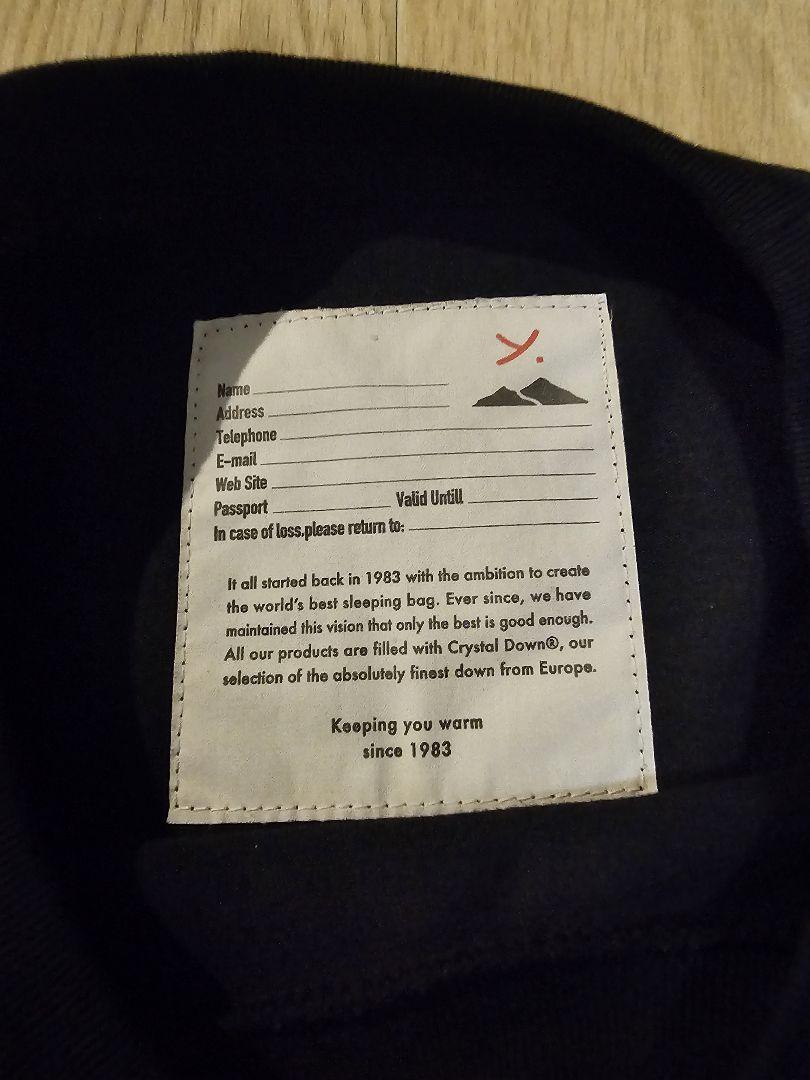 y.
Name
Address
Telephone
E-mail
Web Site
Passport Valid Untill
In case of loss.please return to:
It all started back in 1983 with the ambition to create
the world's best sleeping bag. Ever since, we have
maintained this vision that only the best is good enough.
All our products are filled with Crystal Down®, our
selection of the absolutely finest down from Europe.
Keeping you warm
since 1983